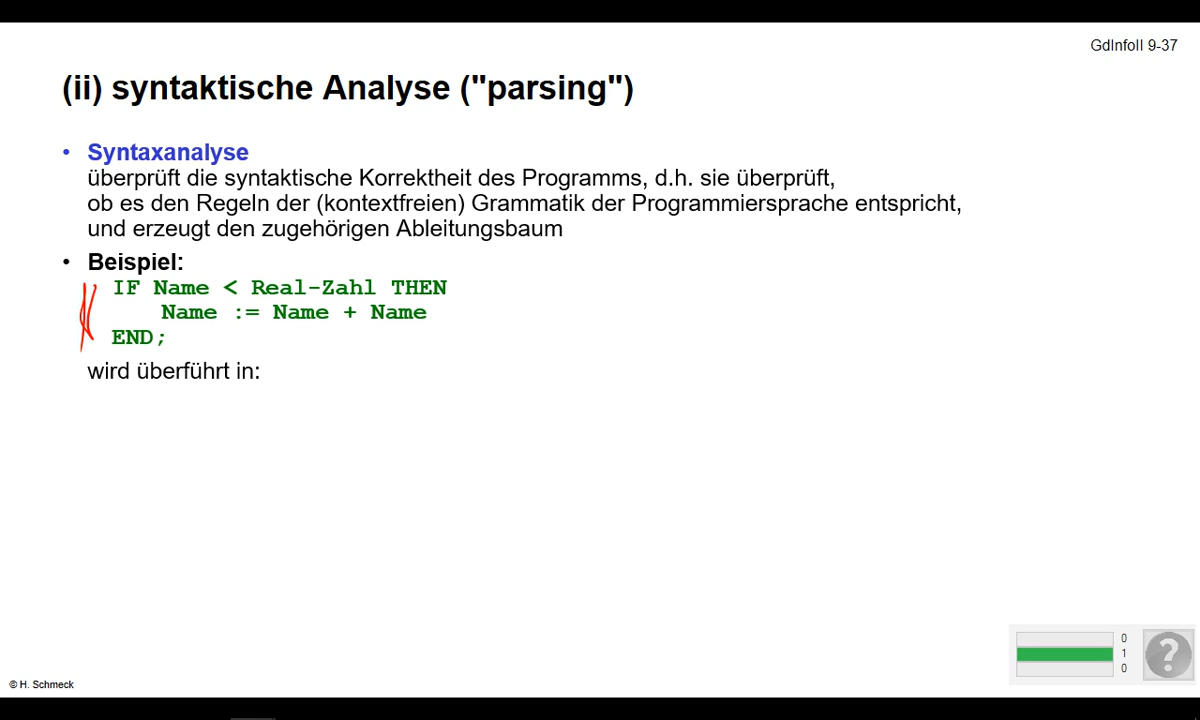 GdInfoII 9-37
(ii) syntaktische Analyse ("parsing")
• Syntaxanalyse
überprüft die syntaktische Korrektheit des Programms, d.h. sie überprüft,
ob es den Regeln der (kontextfreien) Grammatik der Programmiersprache entspricht,
und erzeugt den zugehörigen Ableitungsbaum
• Beispiel:
IF Name < Real-Zahl THEN
Name := Name + Name
END;
wird überführt in:
0
1
0
?
© H. Schmeck